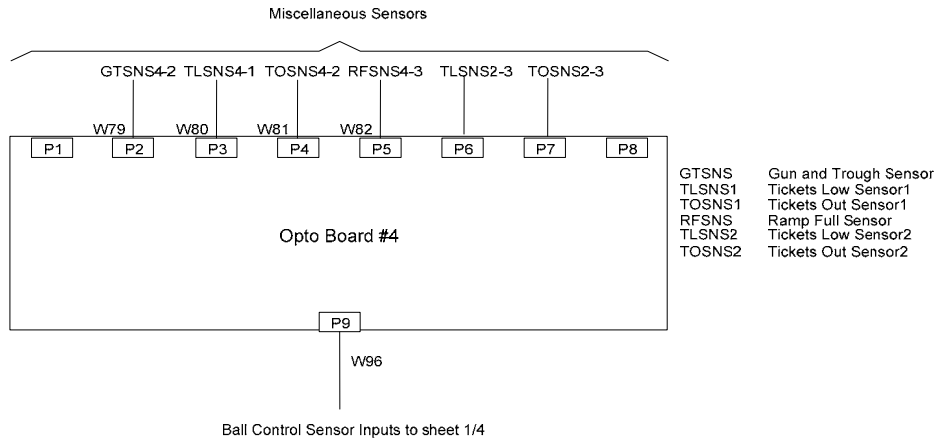 Miscellaneous Sensors
GTSNS4-2 TLSNS4-1 TOSNS4-2 RFSNS4-3 TLSNS2-3 TOSNS2-3
W79 W80 W81 W82
P1 P2 P3 P4 P5 P6 P7 P8
GTSNS Gun and Trough Sensor
TLSNS1 Tickets Low Sensor1
TOSNS1 Tickets Out Sensor1
RFSNS Ramp Full Sensor
TLSNS2 Tickets Low Sensor2
TOSNS2 Tickets Out Sensor2
Opto Board #4
P9
W96
Ball Control Sensor Inputs to sheet 1/4